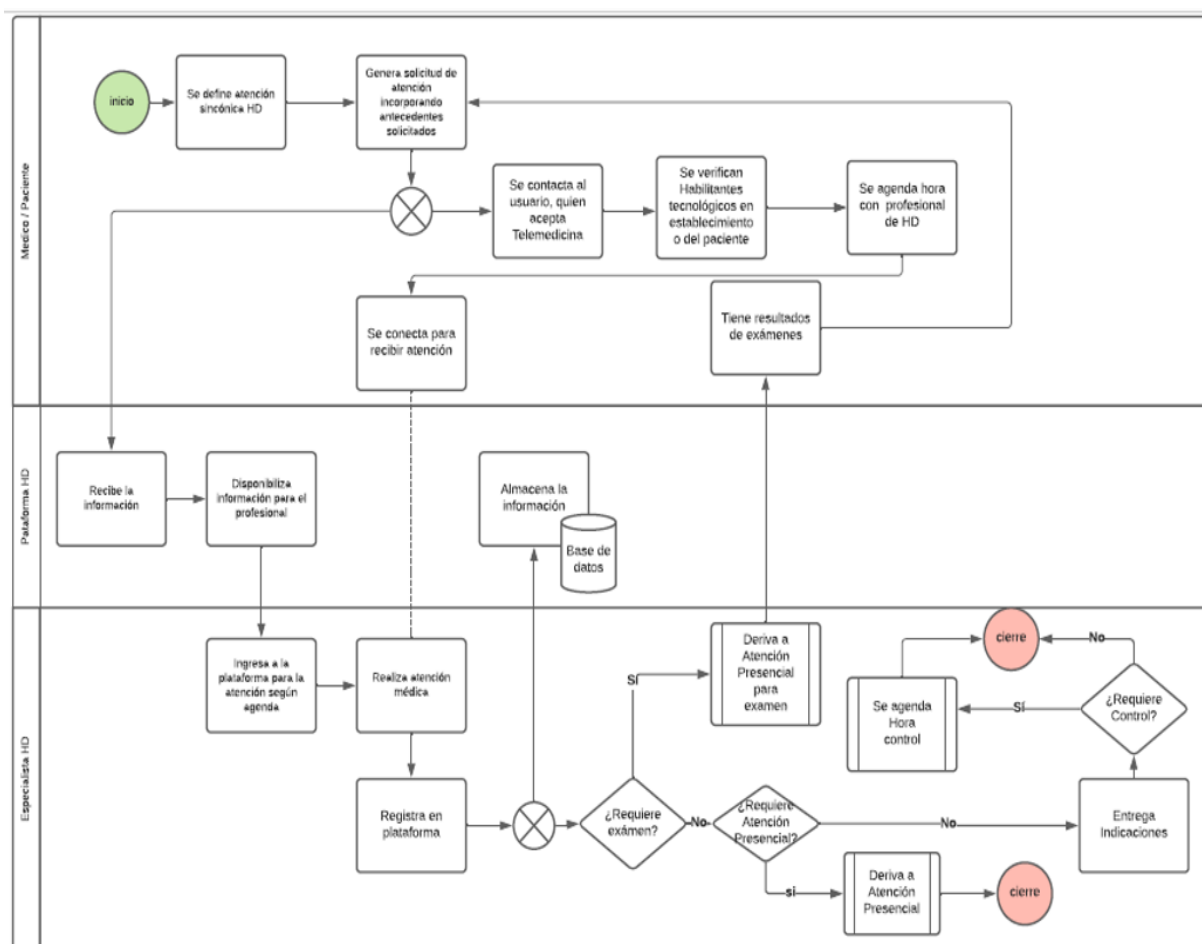 Medico / Paciente
inicio
Se define atención
sincónica HD
Genera solicitud de
atención
incorporando
antecedentes
solicitados
Se contacta al
usuario, quien
acepta
Telemedicina
Se verifican
Habilitantes
tecnológicos en
establecimiento
o del paciente
Se agenda hora
con profesional
de HD
Se conecta para
recibir atención
Tiene resultados
de exámenes
Pataforma HD
Recibe la
información
Disponibiliza
información para el
profesional
Almacena la
información
Base de
datos
Especialista HD
Ingresa a la
plataforma para la
atención según
agenda
Realiza atención
médica
Registra en
plataforma
¿Requiere
exámen?
Sí
Deriva a
Atención
Presencial
para
examen
No
¿Requiere
Atención
Presencial?
si
Deriva a
Atención
Presencial
cierre
No
Entrega
Indicaciones
¿Requiere
Control?
Sí
Se agenda
Hora
control
No
cierre